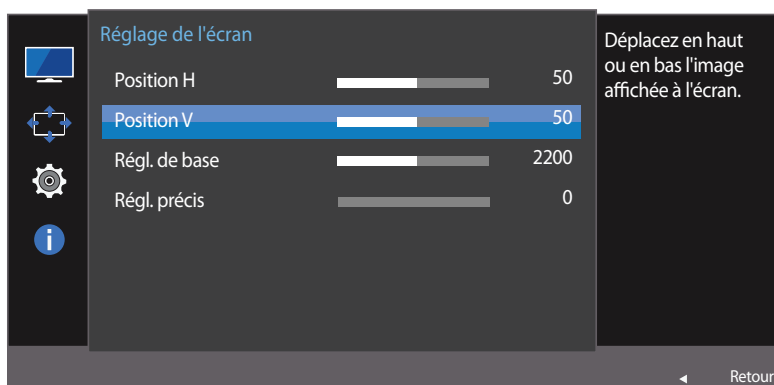 Réglage de l'écran
Position H 50
Position V 50
Régl. de base 2200
Régl. précis 0
Déplacez en haut
ou en bas l'image
affichée à l'écran.
Retour